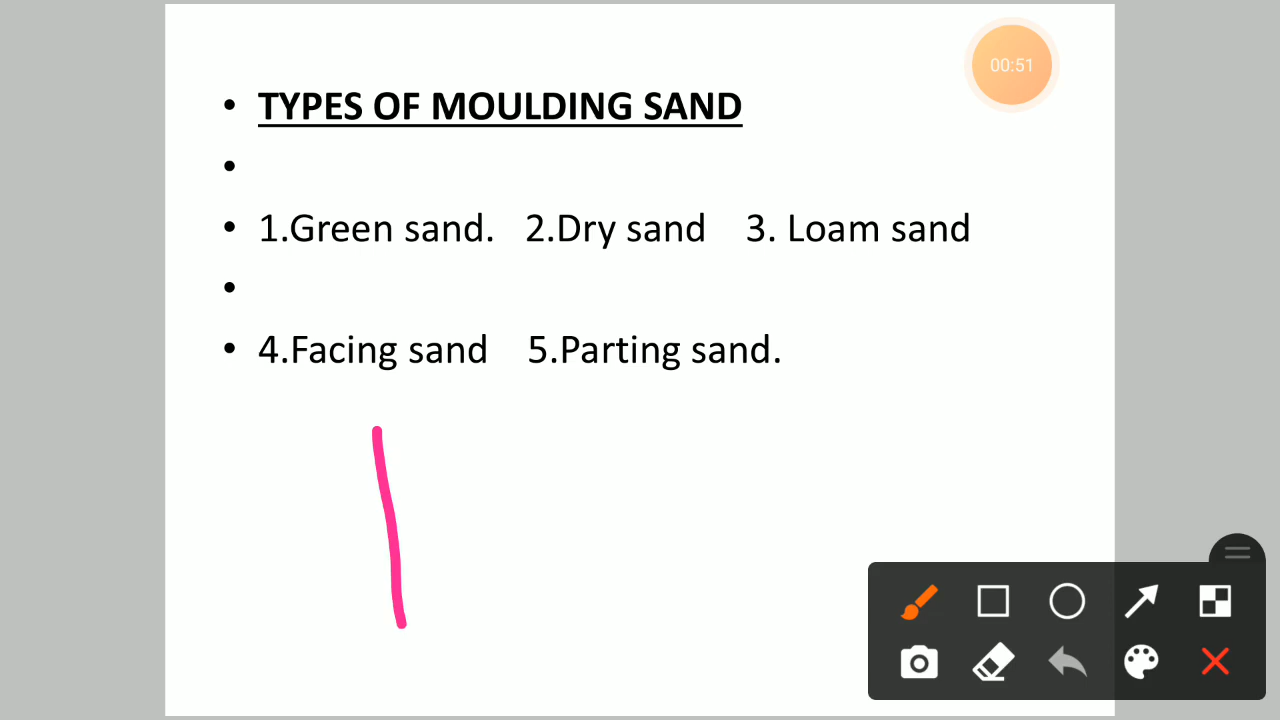 00:51
• TYPES OF MOULDING SAND
•
• 1.Green sand. 2.Dry sand 3. Loam sand
•
• 4.Facing sand 5.Parting sand.